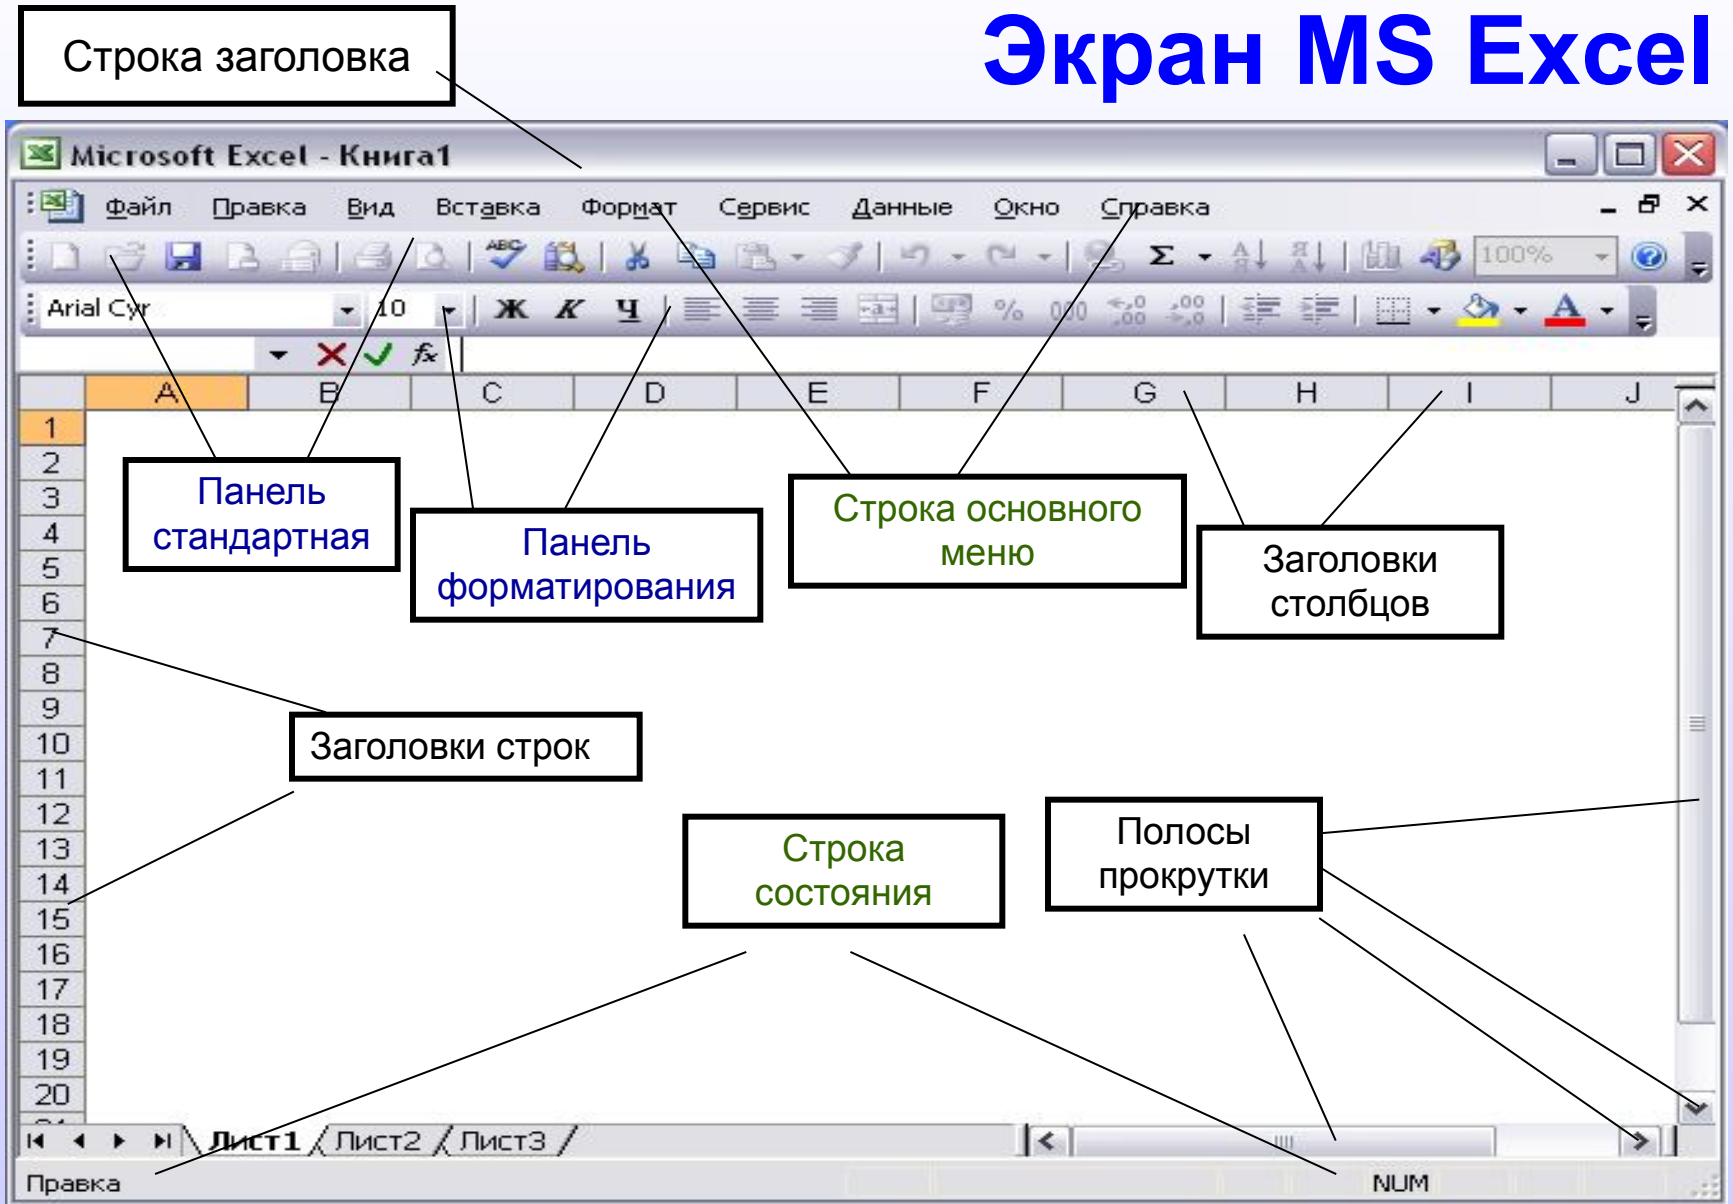 Строка заголовка
Экран MS Excel
Microsoft Excel - Книга1
Файл Правка Вид Вставка Формат Сервис Данные Окно Справка
ABC Σ 100%
Arial Cyr 10 Ж К Ч % 000 A
fx
A B C D E F G H I J
1
2
3
4
5
6
7
8
9
10
11
12
13
14
15
16
17
18
19
20
Панель
стандартная
Панель
форматирования
Строка основного
меню
Заголовки
столбцов
Заголовки строк
Строка
состояния
Полосы
прокрутки
Лист1 Лист2 Лист3
Правка NUM